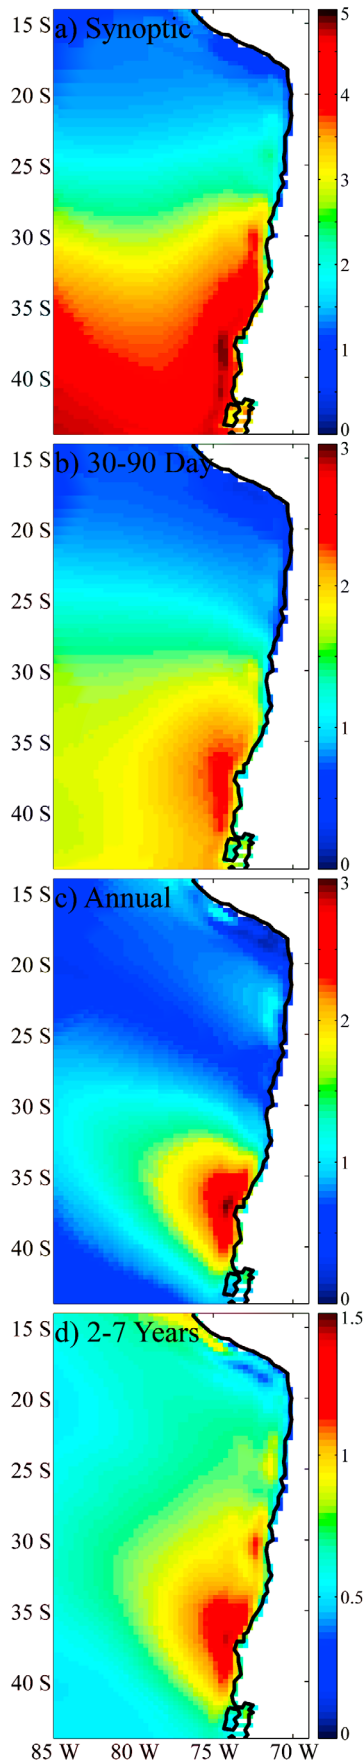 a) Synoptic
15 S
20 S
25 S
30 S
35 S
40 S
5
4
3
2
1
0
b) 30-90 Day
15 S
20 S
25 S
30 S
35 S
40 S
3
2
1
0
c) Annual
15 S
20 S
25 S
30 S
35 S
40 S
3
2
1
0
d) 2-7 Years
15 S
20 S
25 S
30 S
35 S
40 S
1.5
1
0.5
0
85 W 80 W 75 W 70 W